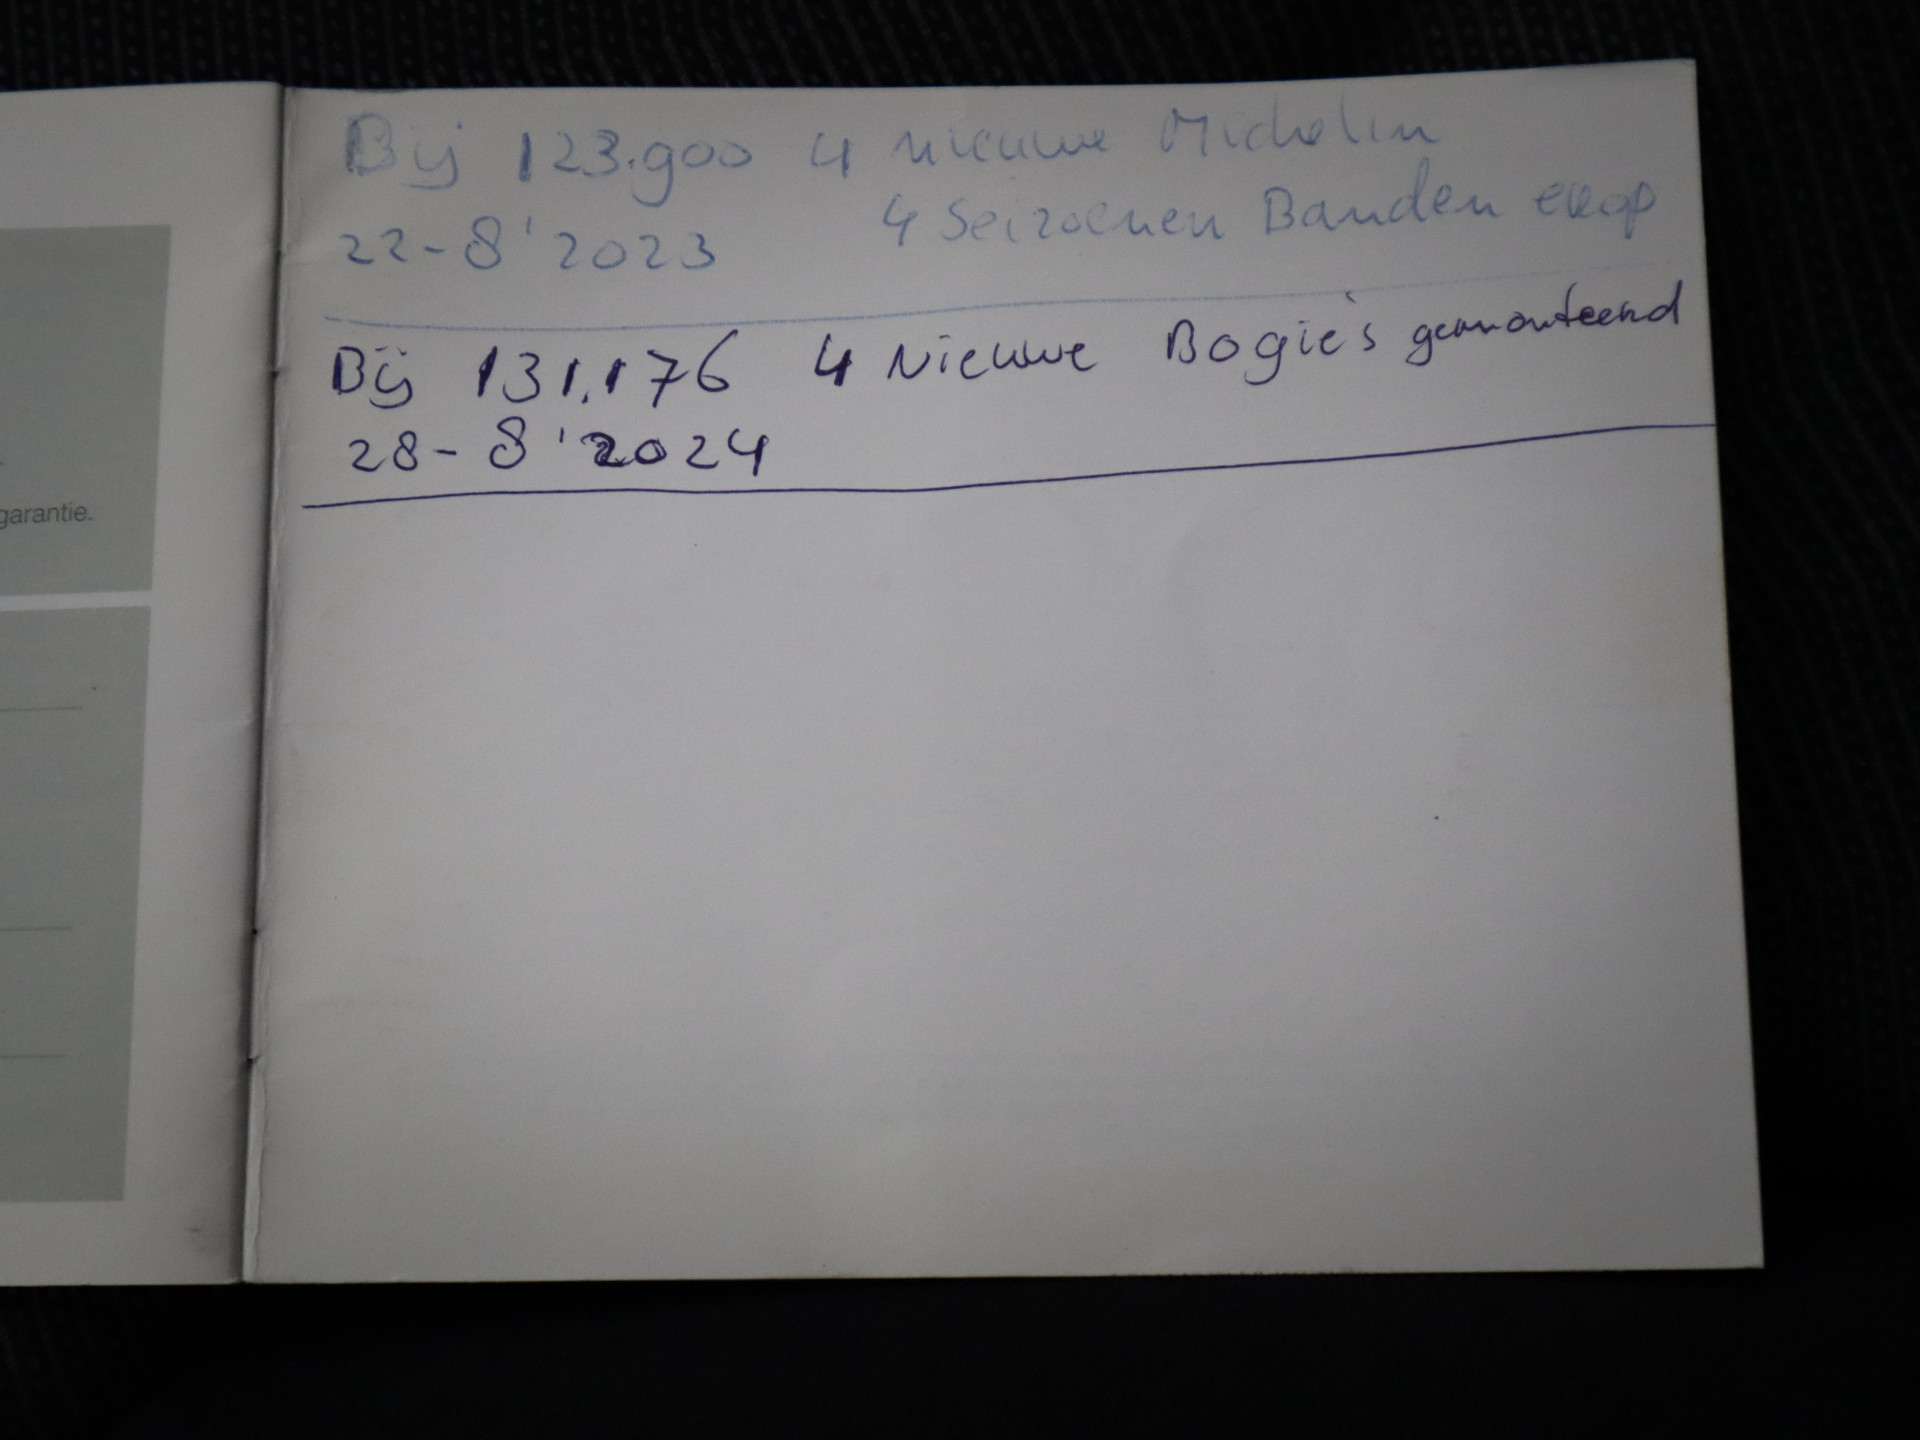 garantie.
Bij 123.900 4 nieuwe Michelin
22-8'2023 4 Seizoenen Banden erop
Bij 131.176 4 Nieuwe Bogie's gemonteerd
28-8'2024